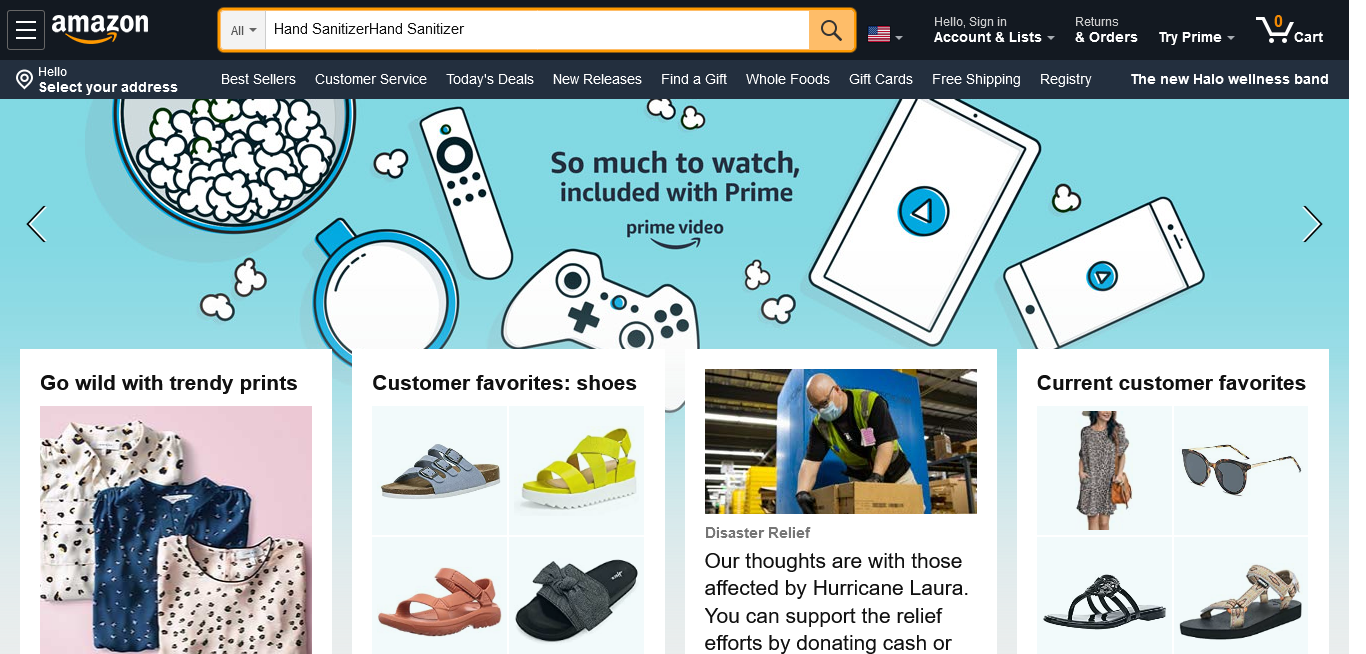 amazon
All
Hand SanitizerHand Sanitizer
Hello, Sign in
Account & Lists
Returns
& Orders
Try Prime
0
Cart
Hello
Select your address
Best Sellers
Customer Service
Today's Deals
New Releases
Find a Gift
Whole Foods
Gift Cards
Free Shipping
Registry
The new Halo wellness band
So much to watch,
included with Prime
prime video
Go wild with trendy prints
Customer favorites: shoes
Disaster Relief
Our thoughts are with those
affected by Hurricane Laura.
You can support the relief
efforts by donating cash or
Current customer favorites